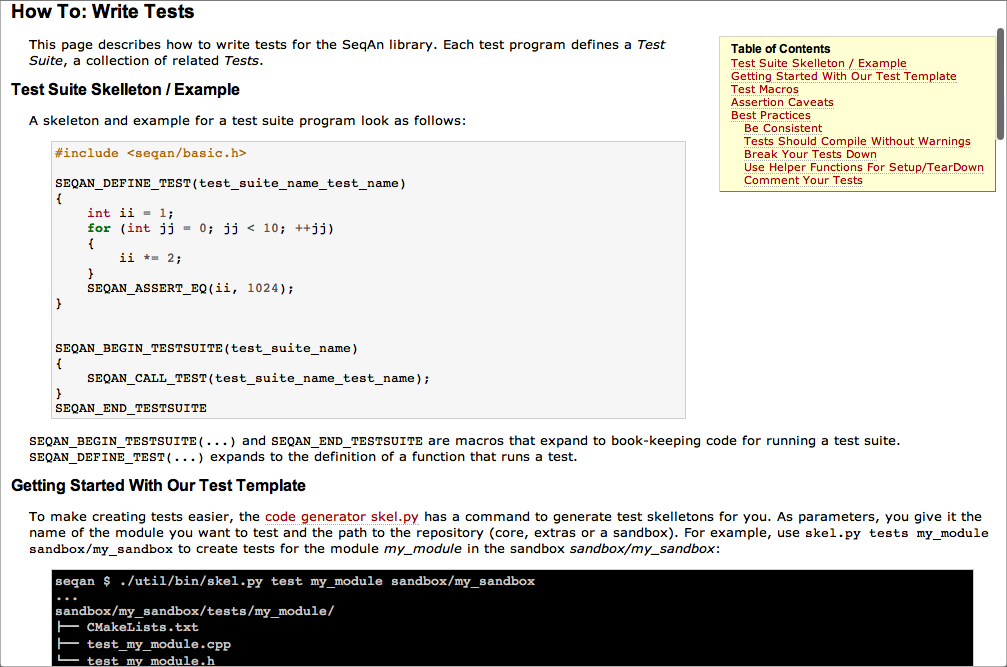 How To: Write Tests
This page describes how to write tests for the SeqAn library. Each test program defines a Test
Suite, a collection of related Tests.
Table of Contents
Test Suite Skelleton / Example
Getting Started With Our Test Template
Test Macros
Assertion Caveats
Best Practices
Be Consistent
Tests Should Compile Without Warnings
Break Your Tests Down
Use Helper Functions For Setup/TearDown
Comment Your Tests
Test Suite Skelleton / Example
A skeleton and example for a test suite program look as follows:
#include <seqan/basic.h>
SEQAN_DEFINE_TEST(test_suite_name_test_name)
{
    int ii = 1;
    for (int jj = 0; jj < 10; ++jj)
    {
        ii *= 2;
    }
    SEQAN_ASSERT_EQ(ii, 1024);
}
SEQAN_BEGIN_TESTSUITE(test_suite_name)
{
    SEQAN_CALL_TEST(test_suite_name_test_name);
}
SEQAN_END_TESTSUITE
SEQAN_BEGIN_TESTSUITE(...) and SEQAN_END_TESTSUITE are macros that expand to book-keeping code for running a test suite.
SEQAN_DEFINE_TEST(...) expands to the definition of a function that runs a test.
Getting Started With Our Test Template
To make creating tests easier, the code generator skel.py has a command to generate test skelletons for you. As parameters, you give it the
name of the module you want to test and the path to the repository (core, extras or a sandbox). For example, use skel.py tests my_module
sandbox/my_sandbox to create tests for the module my_module in the sandbox sandbox/my_sandbox:
seqan $ ./util/bin/skel.py test my_module sandbox/my_sandbox
...
sandbox/my_sandbox/tests/my_module/
├── CMakeLists.txt
├── test_my_module.cpp
└── test_my_module.h